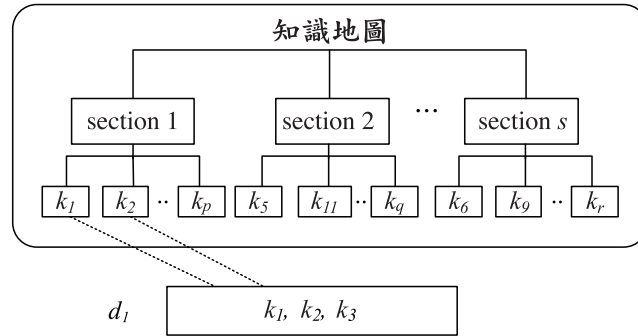 知識地圖
section 1 section 2 ... section s
k1 k2 .. kp k5 k11 .. kq k6 k9 .. kr
d1 k1, k2, k3